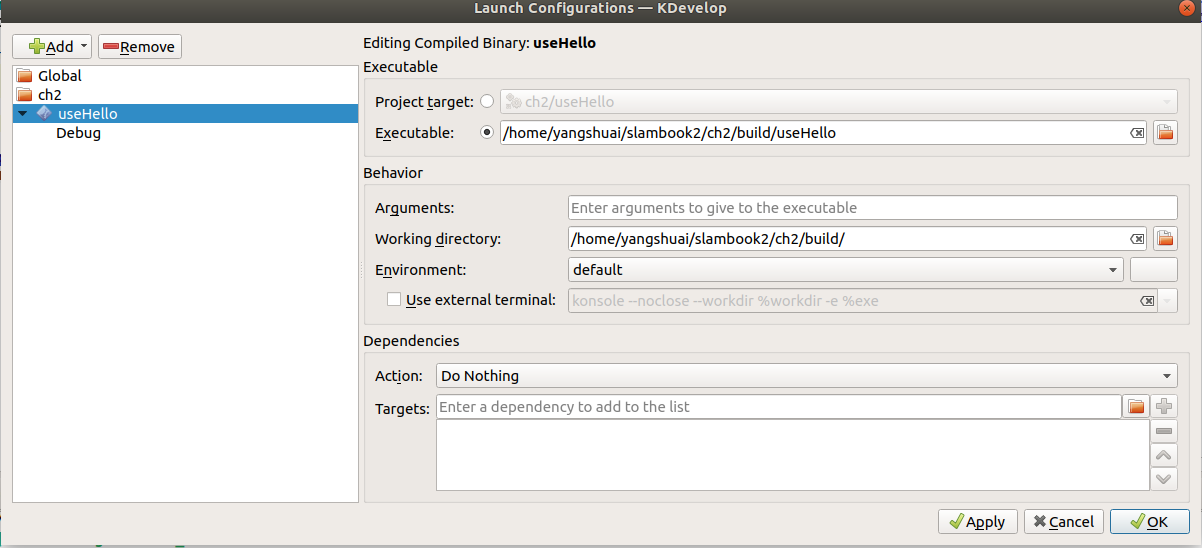 Launch Configurations — KDevelop
Add
Remove
Global
ch2
useHello
Debug
Editing Compiled Binary: useHello
Executable
Project target:
ch2/useHello
Executable:
/home/yangshuai/slambook2/ch2/build/useHello
Behavior
Arguments:
Enter arguments to give to the executable
Working directory:
/home/yangshuai/slambook2/ch2/build/
Environment:
default
Use external terminal:
konsole --noclose --workdir %workdir -e %exe
Dependencies
Action:
Do Nothing
Targets:
Enter a dependency to add to the list
Apply
Cancel
OK